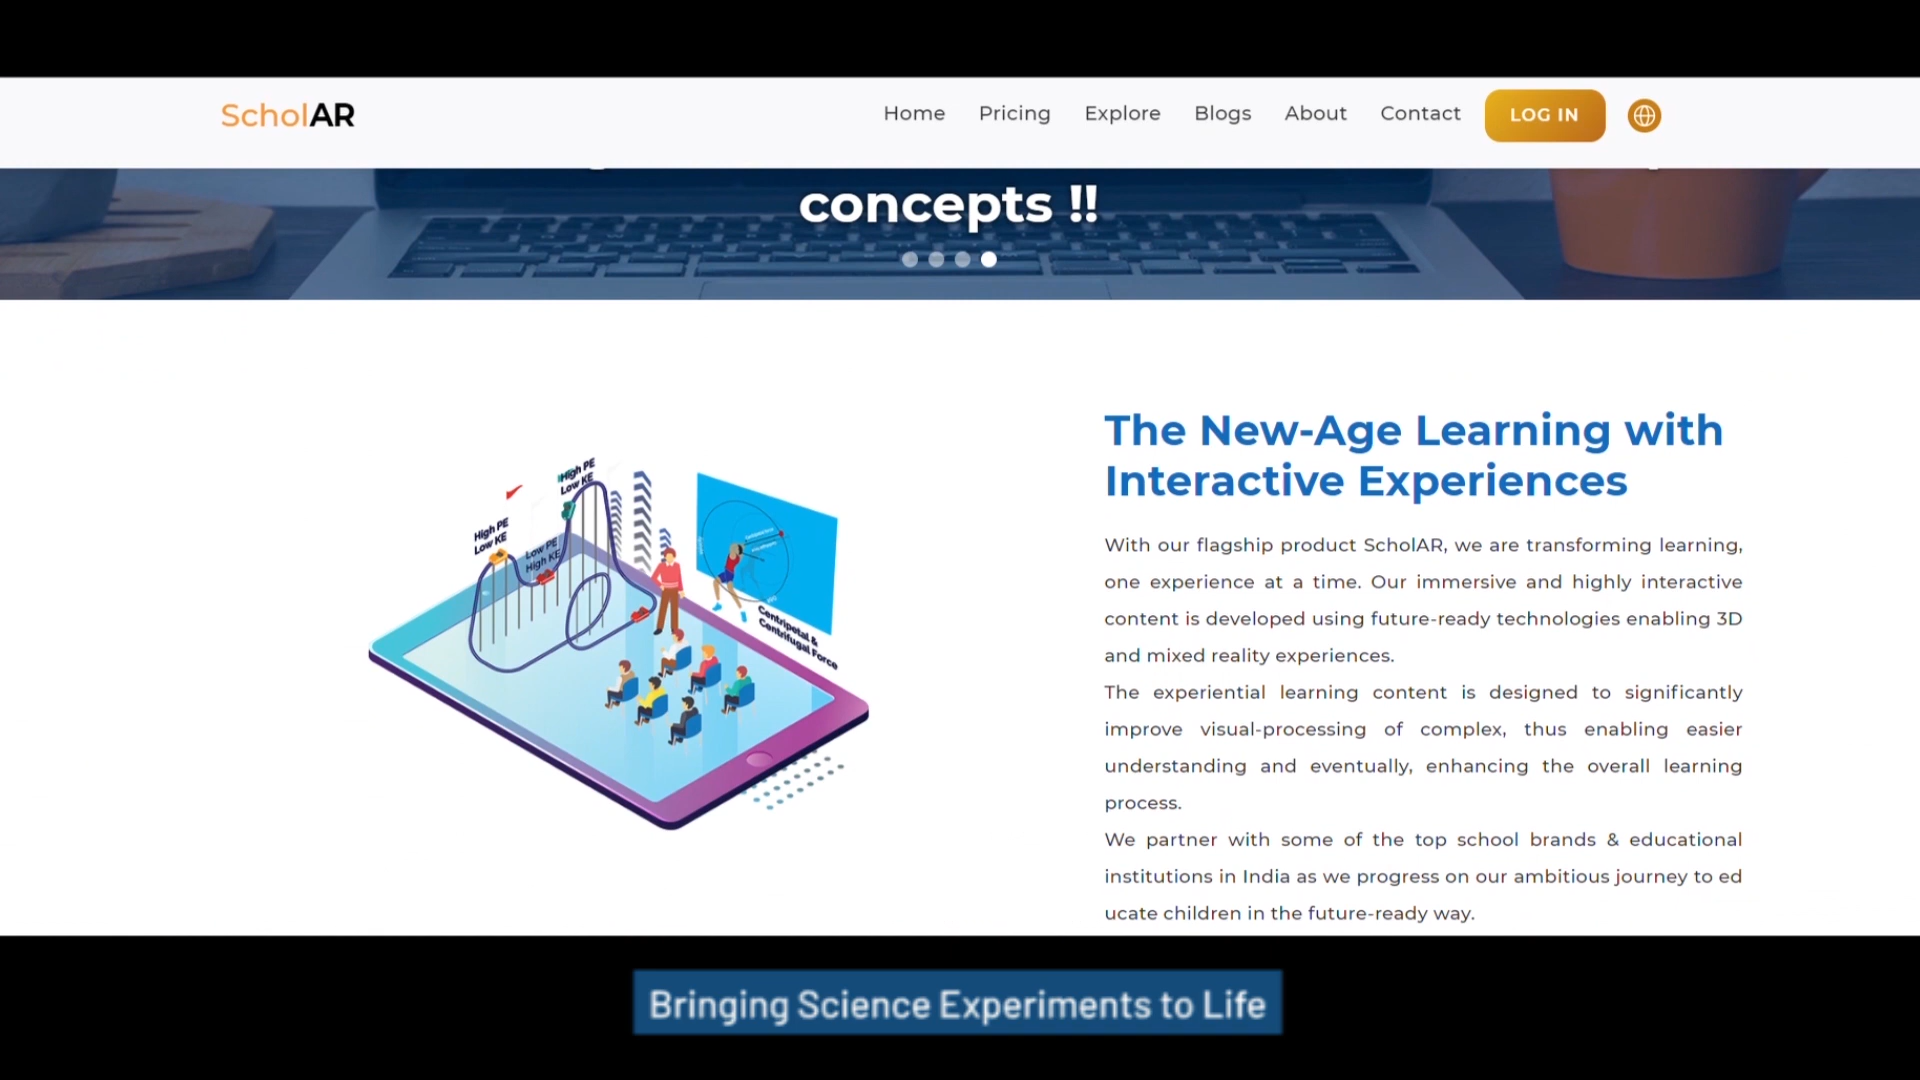 ScholAR
Home Pricing Explore Blogs About Contact LOG IN
concepts !!
The New-Age Learning with
Interactive Experiences
With our flagship product ScholAR, we are transforming learning,
one experience at a time. Our immersive and highly interactive
content is developed using future-ready technologies enabling 3D
and mixed reality experiences.
The experiential learning content is designed to significantly
improve visual-processing of complex, thus enabling easier
understanding and eventually, enhancing the overall learning
process.
We partner with some of the top school brands & educational
institutions in India as we progress on our ambitious journey to ed
ucate children in the future-ready way.
High PE
Low KE
High PE
Low KE
Low PE
High KE
Centripetal &
Centrifugal Force
Bringing Science Experiments to Life